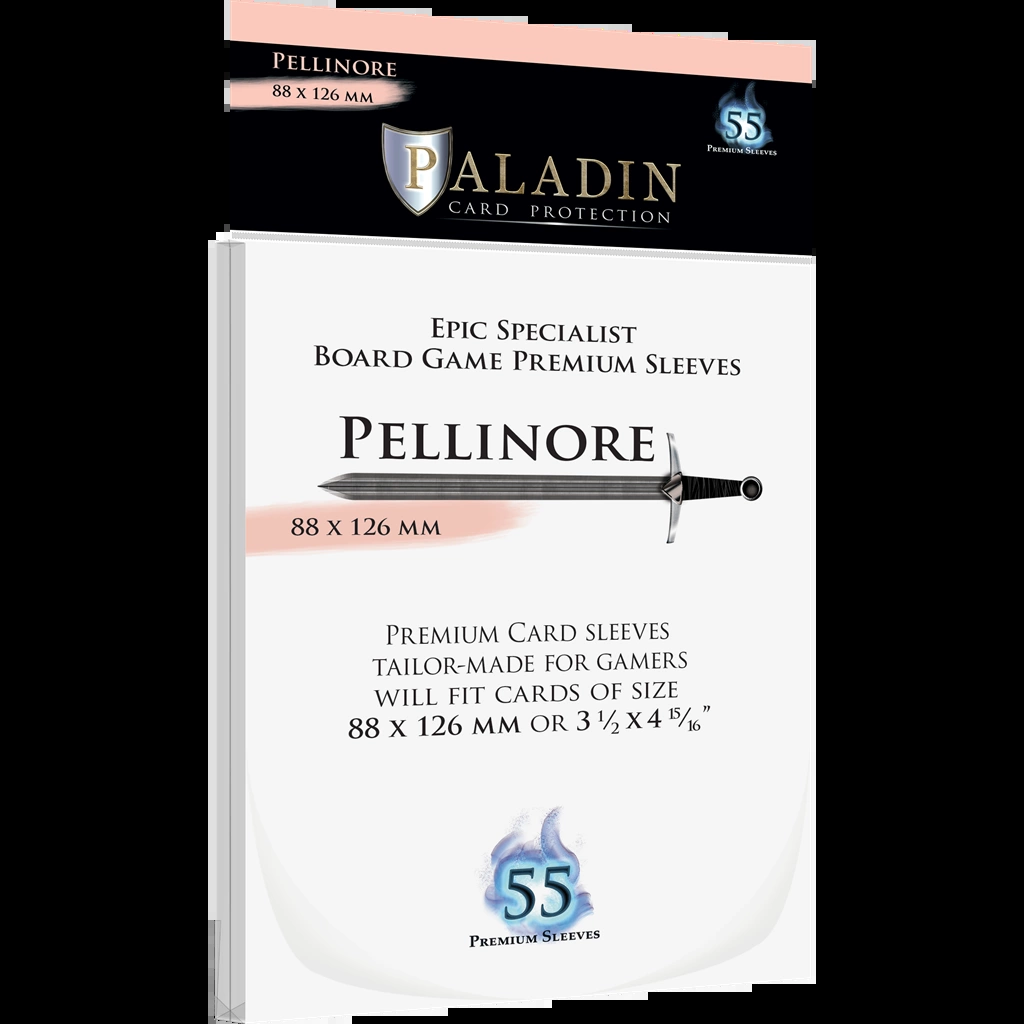 PELLINORE
88 X 126 MM
55
PREMIUM SLEEVES
PALADIN
CARD PROTECTION
EPIC SPECIALIST
BOARD GAME PREMIUM SLEEVES
PELLINORE
88 X 126 MM
PREMIUM CARD SLEEVES
TAILOR-MADE FOR GAMERS
WILL FIT CARDS OF SIZE
88 X 126 MM OR 3 1/2 X 4 15/16”
55
PREMIUM SLEEVES